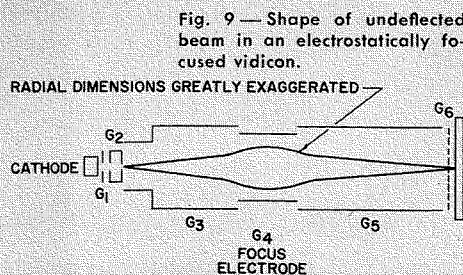 Fig. 9 — Shape of undeflected
beam in an electrostatically fo-
cused vidicon.
RADIAL DIMENSIONS GREATLY EXAGGERATED
G6
G2
CATHODE
G1
G3
G5
G4
FOCUS
ELECTRODE